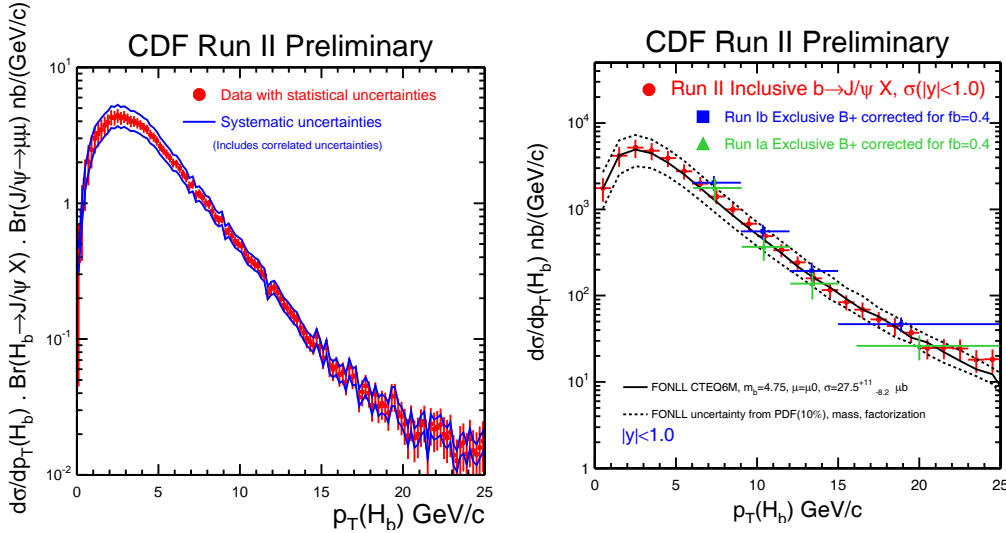 CDF Run II Preliminary
dσ/dp_T(H_b) . Br(H_b→J/ψ X) . Br(J/ψ→μμ) nb/(GeV/c)
10^1
1
10^-1
10^-2
Data with statistical uncertainties
Systematic uncertainties
(Includes correlated uncertainties)
0 5 10 15 20 25
p_T(H_b) GeV/c
CDF Run II Preliminary
dσ/dp_T(H_b) nb/(GeV/c)
10^5
10^4
10^3
10^2
10
1
Run II Inclusive b→J/ψ X, σ(|y|<1.0)
Run Ib Exclusive B+ corrected for fb=0.4
Run Ia Exclusive B+ corrected for fb=0.4
FONLL CTEQ6M, m_b=4.75, μ=μ0, σ=27.5^+11_-8.2 μb
FONLL uncertainty from PDF(10%), mass, factorization
|y|<1.0
0 5 10 15 20 25
p_T(H_b) GeV/c